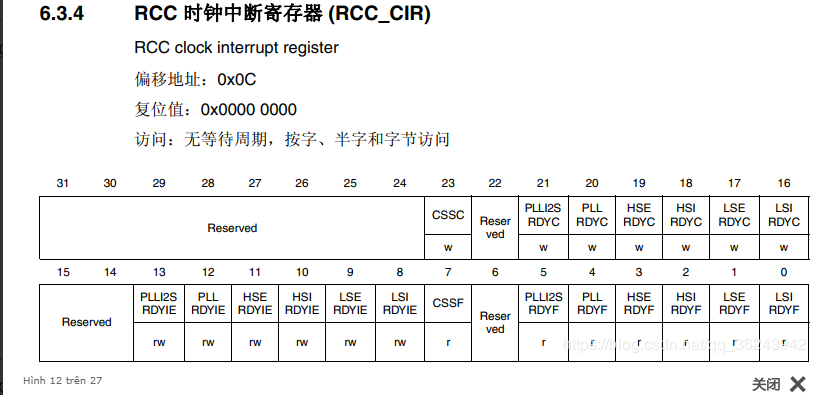 6.3.4 RCC 时钟中断寄存器 (RCC_CIR)
RCC clock interrupt register
偏移地址：0x0C
复位值：0x0000 0000
访问：无等待周期，按字、半字和字节访问
31 30 29 28 27 26 25 24 23 22 21 20 19 18 17 16
Reserved CSSC Reser ved PLLI2S RDYC PLL RDYC HSE RDYC HSI RDYC LSE RDYC LSI RDYC
w w w w w w w
15 14 13 12 11 10 9 8 7 6 5 4 3 2 1 0
Reserved PLLI2S RDYIE PLL RDYIE HSE RDYIE HSI RDYIE LSE RDYIE LSI RDYIE CSSF Reser ved PLLI2S RDYF PLL RDYF HSE RDYF HSI RDYF LSE RDYF LSI RDYF
rw rw rw rw rw rw r r r r r r r
https://blog.csdn.net/qq_36243942
Hình 12 trên 27
关闭